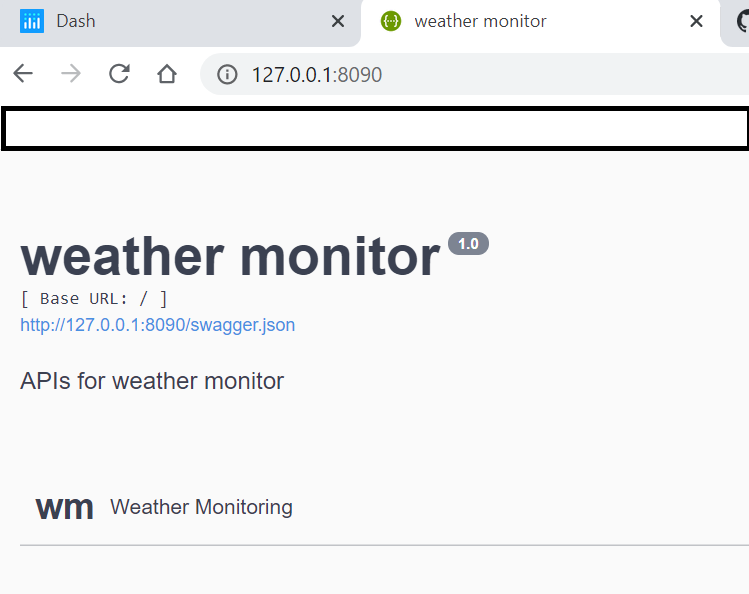 Dash
weather monitor
127.0.0.1:8090
weather monitor 1.0
[ Base URL: / ]
http://127.0.0.1:8090/swagger.json
APIs for weather monitor
wm Weather Monitoring